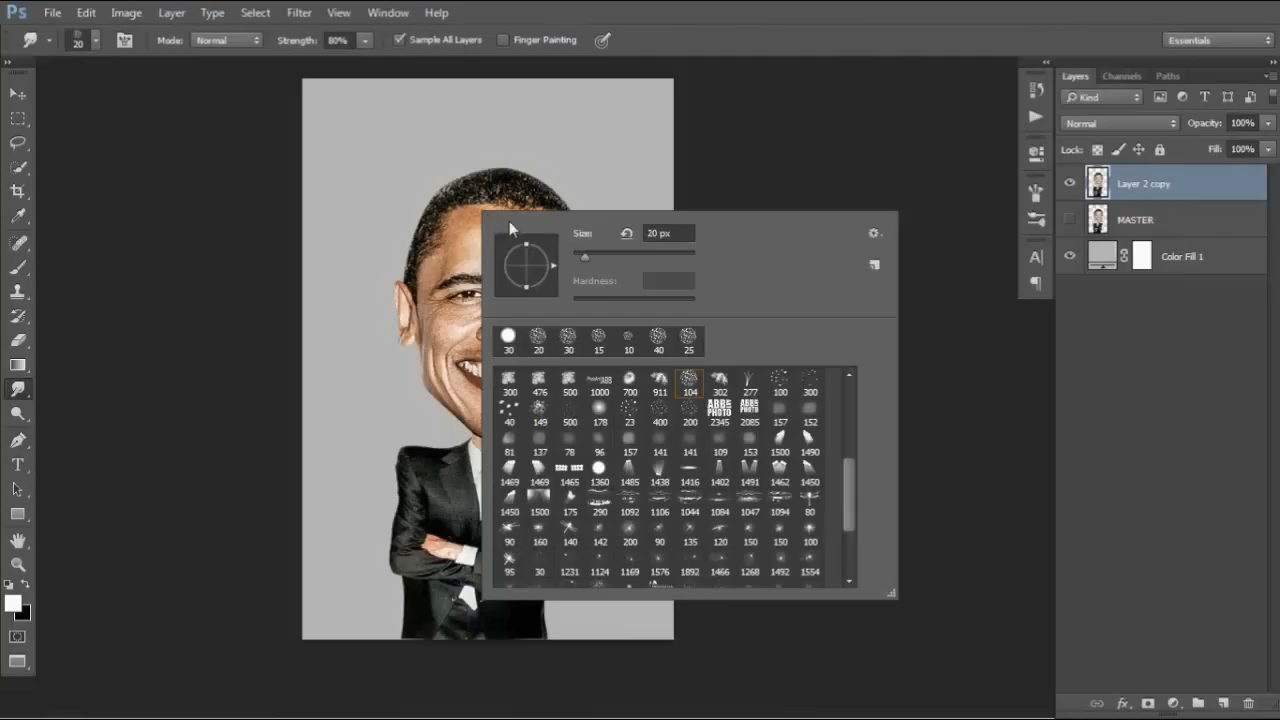 Ps File Edit Image Layer Type Select Filter View Window Help
20 Mode: Normal Strength: 80% Sample All Layers Finger Painting Essentials
Layers Channels Paths
Kind
Normal Opacity: 100%
Lock: Fill: 100%
Layer 2 copy
MASTER
Color Fill 1
Size: 20 px
Hardness:
30 20 30 15 10 40 25
300 476 500 1000 700 911 104 302 277 100 300
ABBE PHOTO ABBE PHOTO
40 149 500 178 23 400 200 2345 2085 157 152
81 137 78 96 157 141 141 109 153 1500 1490
1469 1469 1465 1360 1485 1438 1416 1402 1491 1462 1450
1450 1500 175 290 1092 1106 1044 1084 1047 1094 80
90 160 140 142 200 90 135 120 150 150 100
95 30 1231 1124 1169 1576 1892 1466 1268 1492 1554